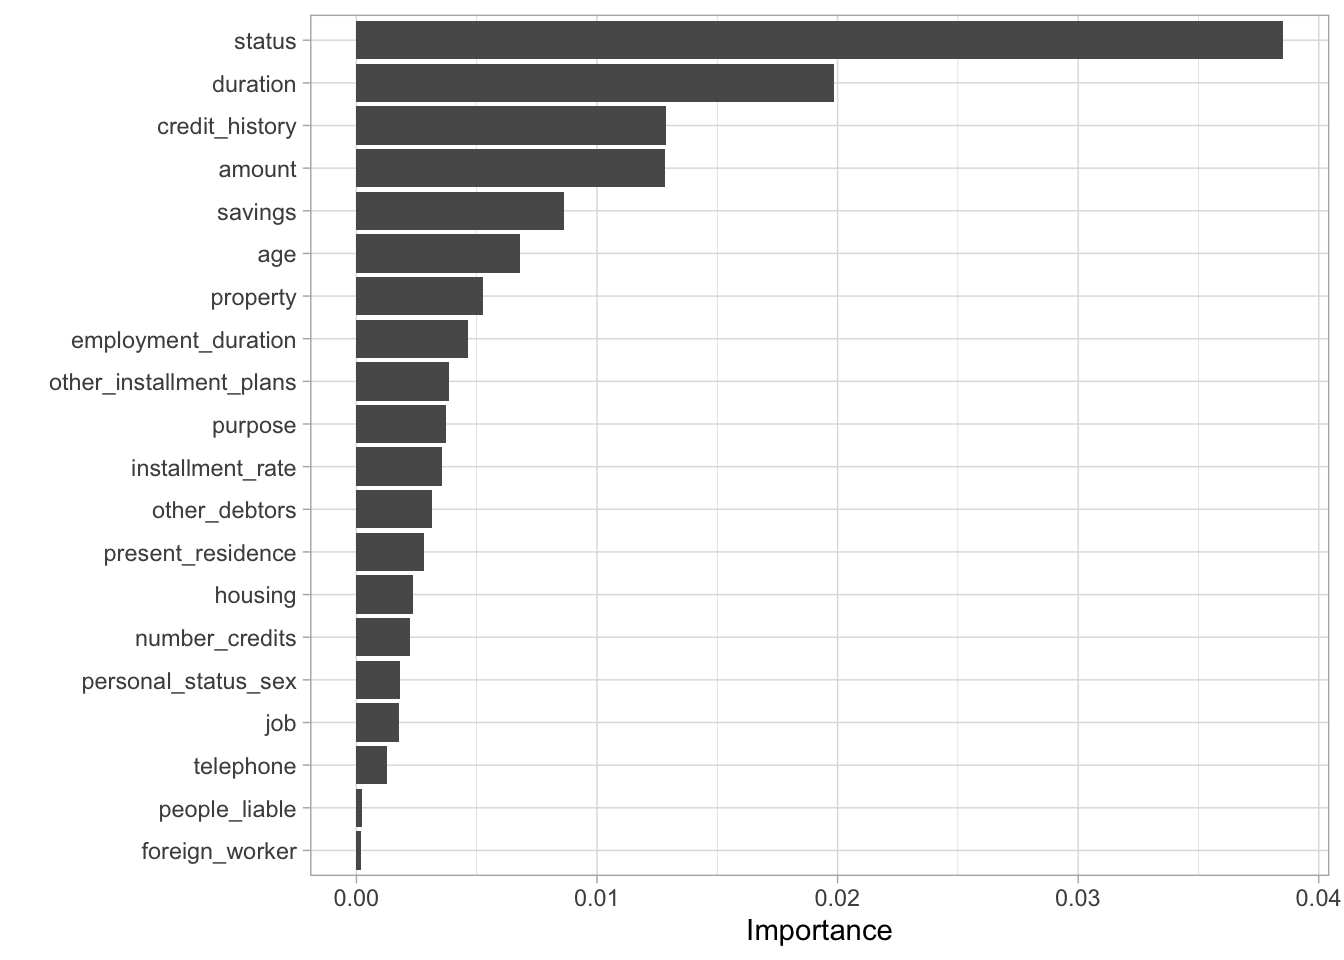 status
duration
credit_history
amount
savings
age
property
employment_duration
other_installment_plans
purpose
installment_rate
other_debtors
present_residence
housing
number_credits
personal_status_sex
job
telephone
people_liable
foreign_worker
0.00 0.01 0.02 0.03 0.04
Importance